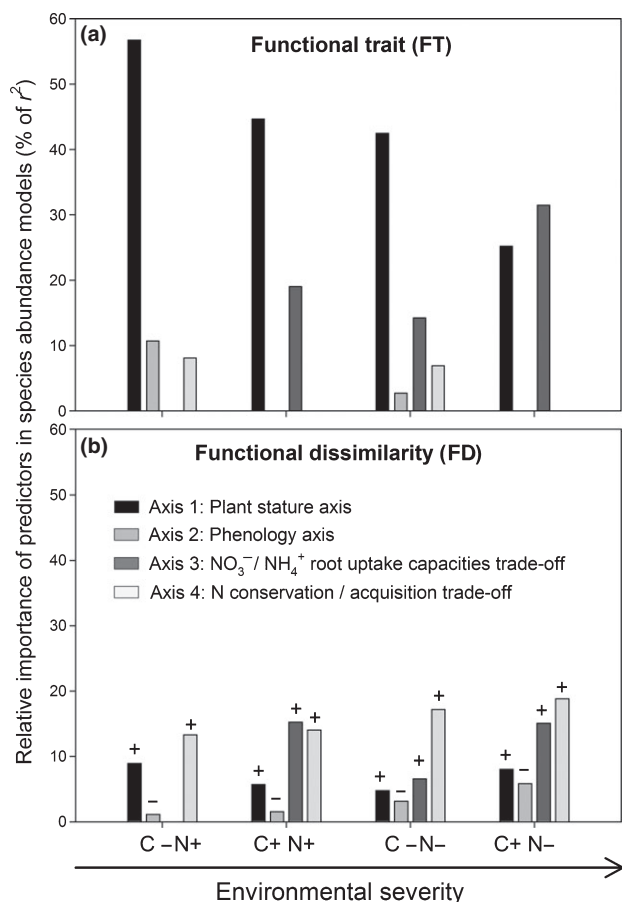 Relative importance of predictors in species abundance models (% of r²)
(a)
Functional trait (FT)
60
50
40
30
20
10
0
(b)
Functional dissimilarity (FD)
60
50
40
30
20
10
0
Axis 1: Plant stature axis
Axis 2: Phenology axis
Axis 3: NO₃⁻/ NH₄⁺ root uptake capacities trade-off
Axis 4: N conservation / acquisition trade-off
+ − +
+ − + +
+ − + +
+ − + +
C −N+ C+ N+ C −N− C+ N−
Environmental severity